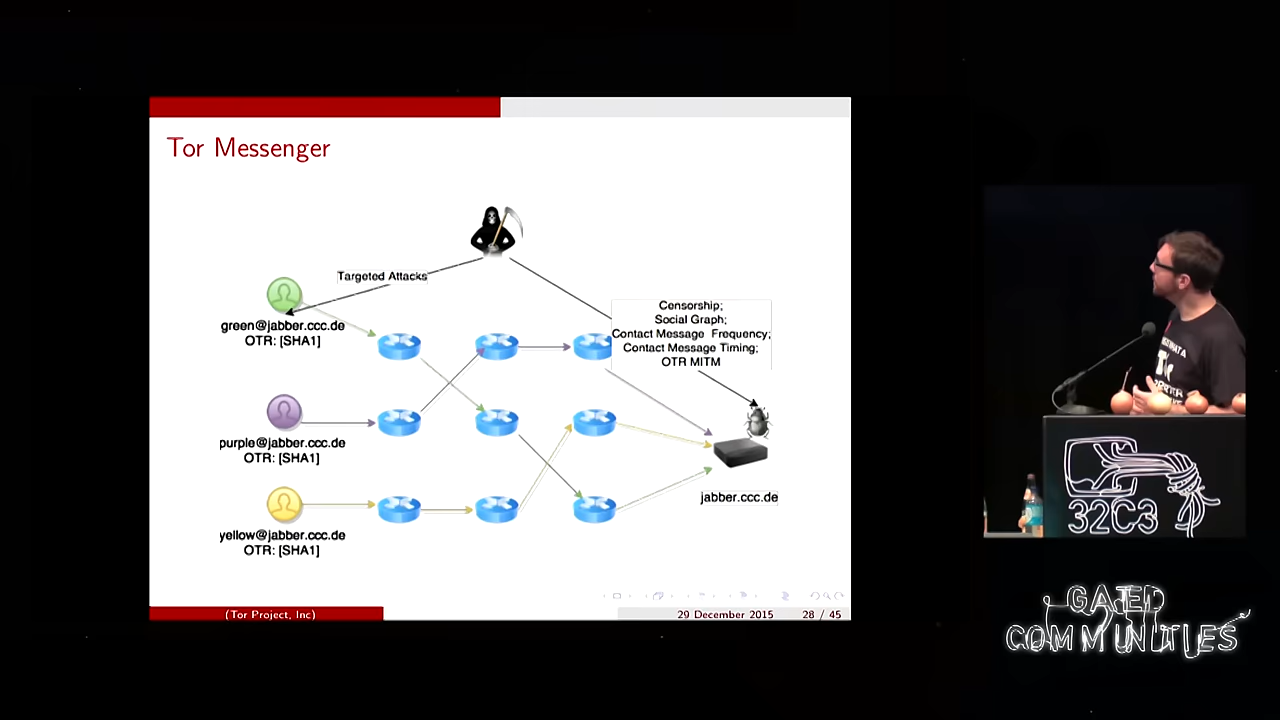 Tor Messenger
Targeted Attacks
green@jabber.ccc.de
OTR: [SHA1]
Censorship;
Social Graph;
Contact Message Frequency;
Contact Message Timing;
OTR MITM
purple@jabber.ccc.de
OTR: [SHA1]
jabber.ccc.de
yellow@jabber.ccc.de
OTR: [SHA1]
(Tor Project, Inc)
29 December 2015
28 / 45
32C3
GATED
COMMUNITIES